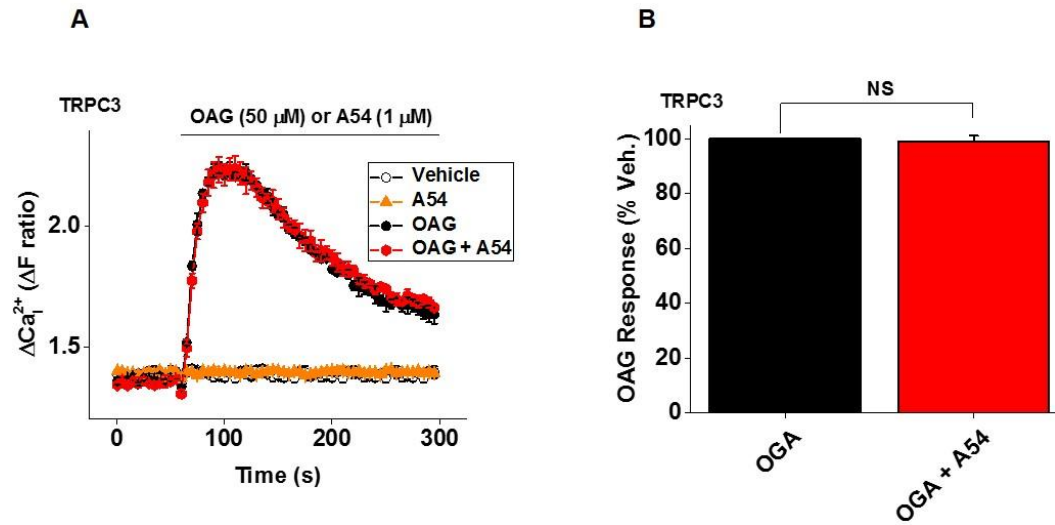 A
TRPC3
OAG (50 μM) or A54 (1 μM)
Vehicle
A54
OAG
OAG + A54
ΔCaᵢ²⁺ (ΔF ratio)
2.0
1.5
0
100
200
300
Time (s)
B
TRPC3
NS
OAG Response (% Veh.)
100
80
60
40
20
0
OGA
OGA + A54